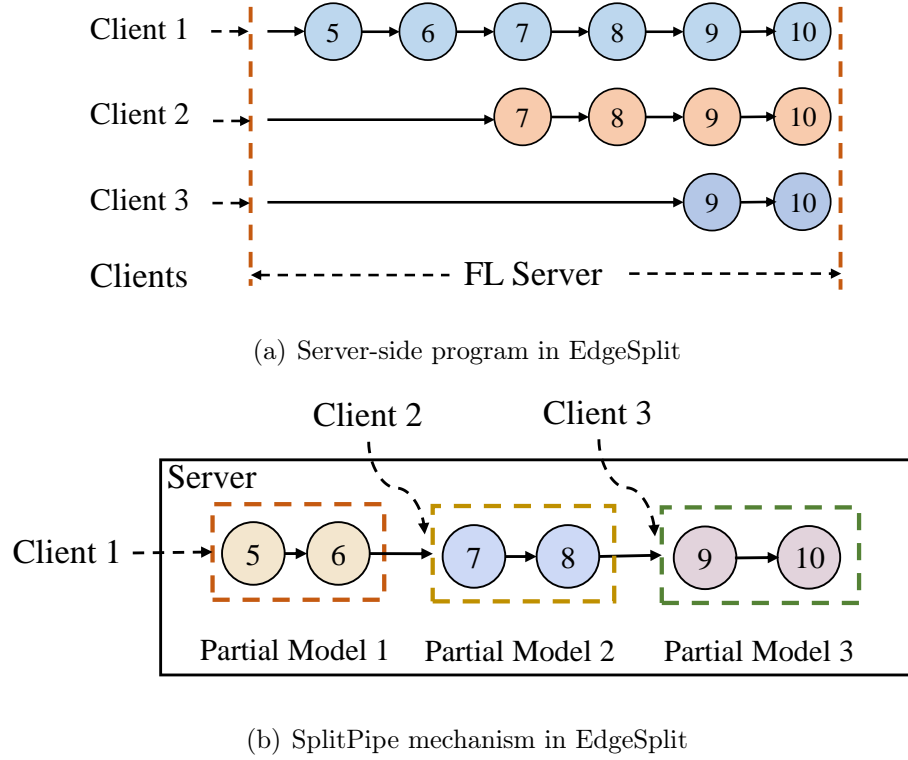 Client 1 5 6 7 8 9 10
Client 2 7 8 9 10
Client 3 9 10
Clients FL Server
(a) Server-side program in EdgeSplit
Client 2 Client 3
Server
Client 1 5 6 7 8 9 10
Partial Model 1 Partial Model 2 Partial Model 3
(b) SplitPipe mechanism in EdgeSplit